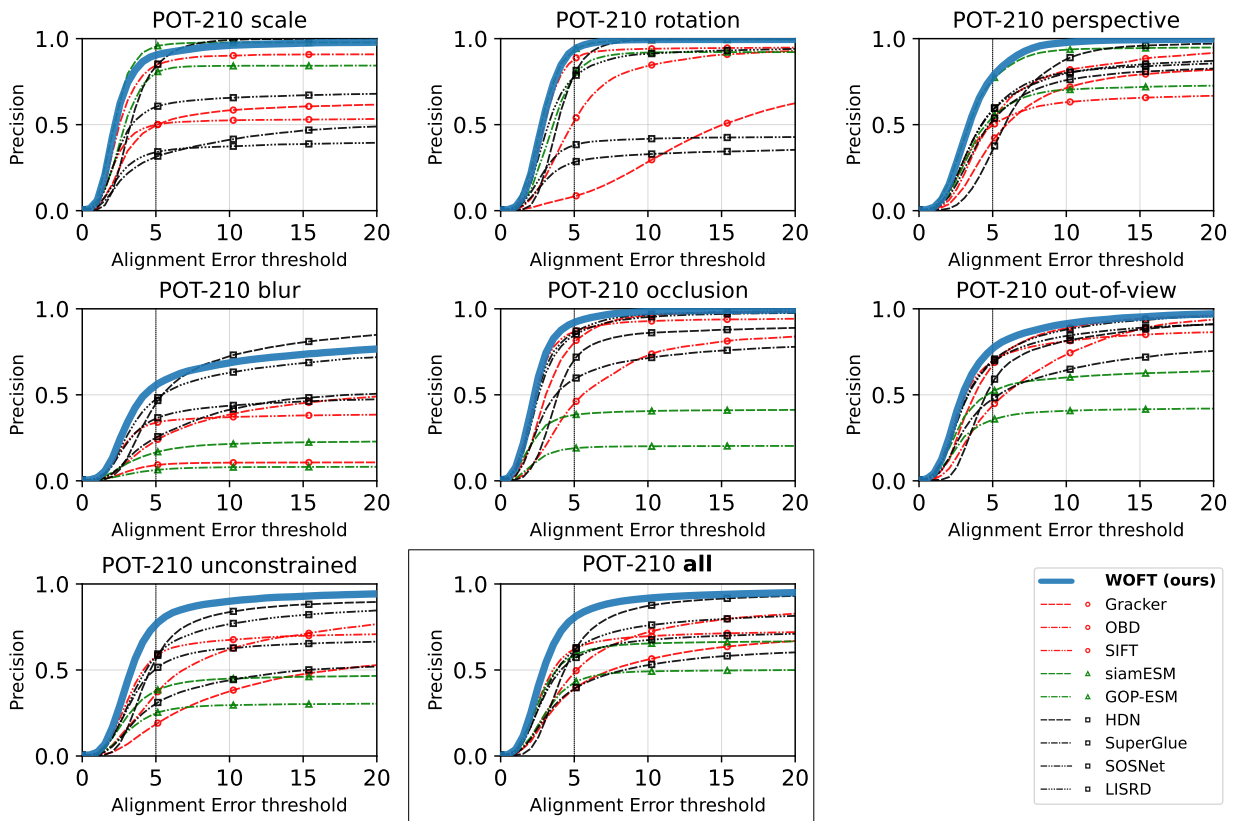 POT-210 scale
POT-210 rotation
POT-210 perspective
1.0
0.5
0.0
Precision
0 5 10 15 20
Alignment Error threshold
1.0
0.5
0.0
Precision
0 5 10 15 20
Alignment Error threshold
1.0
0.5
0.0
Precision
0 5 10 15 20
Alignment Error threshold
POT-210 blur
POT-210 occlusion
POT-210 out-of-view
1.0
0.5
0.0
Precision
0 5 10 15 20
Alignment Error threshold
1.0
0.5
0.0
Precision
0 5 10 15 20
Alignment Error threshold
1.0
0.5
0.0
Precision
0 5 10 15 20
Alignment Error threshold
POT-210 unconstrained
POT-210 all
1.0
0.5
0.0
Precision
0 5 10 15 20
Alignment Error threshold
1.0
0.5
0.0
Precision
0 5 10 15 20
Alignment Error threshold
WOFT (ours)
Gracker
OBD
SIFT
siamESM
GOP-ESM
HDN
SuperGlue
SOSNet
LISRD